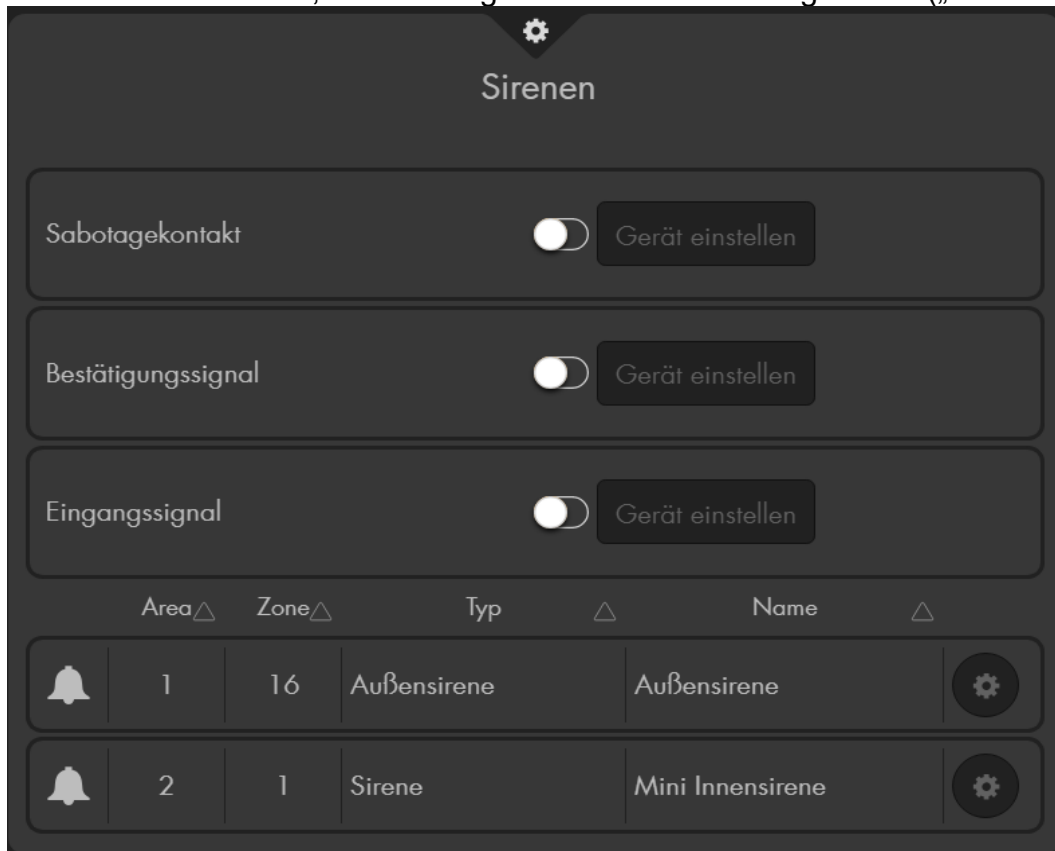 Sirenen
Sabotagekontakt Gerät einstellen
Bestätigungssignal Gerät einstellen
Eingangssignal Gerät einstellen
Area Zone Typ Name
1 16 Außensirene Außensirene
2 1 Sirene Mini Innensirene